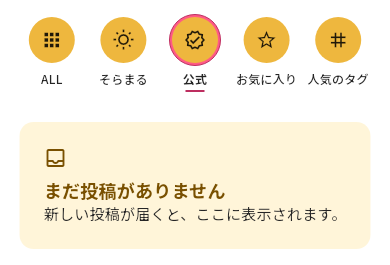 ALL
そらまる
公式
お気に入り
人気のタグ
まだ投稿がありません
新しい投稿が届くと、ここに表示されます。